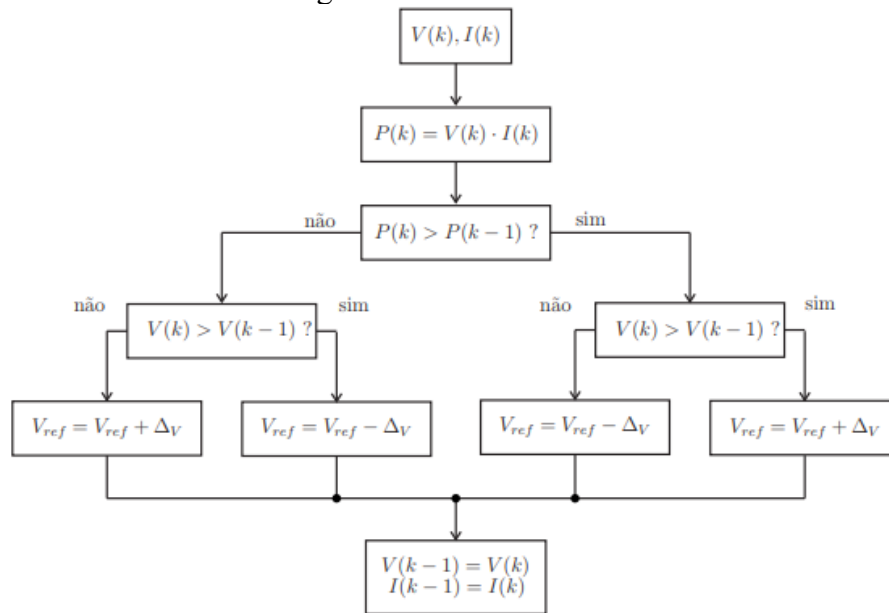 g
V(k), I(k)
P(k) = V(k) · I(k)
não
P(k) > P(k − 1) ?
sim
não
V(k) > V(k − 1) ?
sim
não
V(k) > V(k − 1) ?
sim
V_ref = V_ref + Δ_V
V_ref = V_ref − Δ_V
V_ref = V_ref − Δ_V
V_ref = V_ref + Δ_V
V(k − 1) = V(k)
I(k − 1) = I(k)